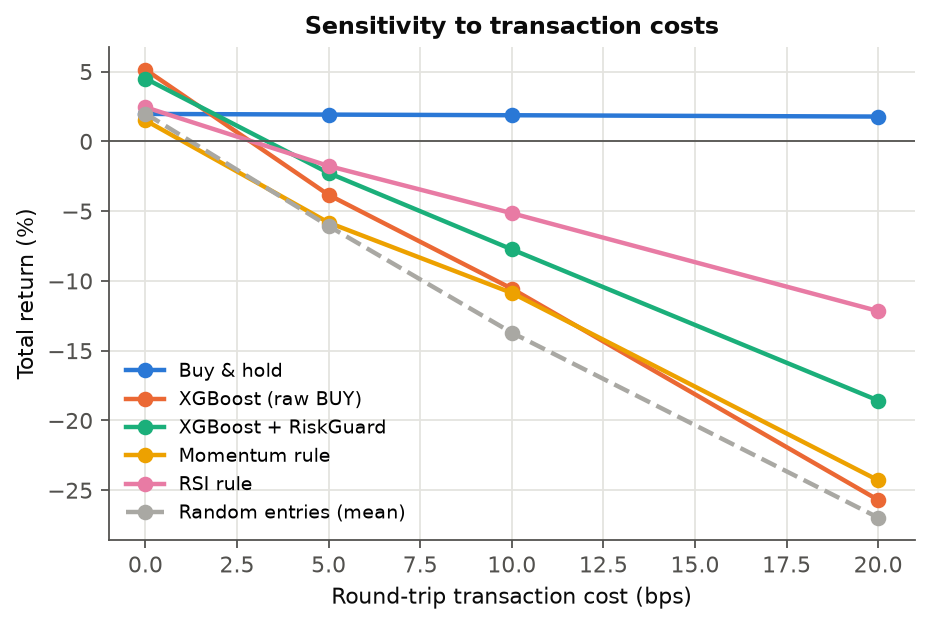 Sensitivity to transaction costs
5
0
−5
−10
−15
−20
−25
Total return (%)
Buy & hold
XGBoost (raw BUY)
XGBoost + RiskGuard
Momentum rule
RSI rule
Random entries (mean)
0.0 2.5 5.0 7.5 10.0 12.5 15.0 17.5 20.0
Round-trip transaction cost (bps)